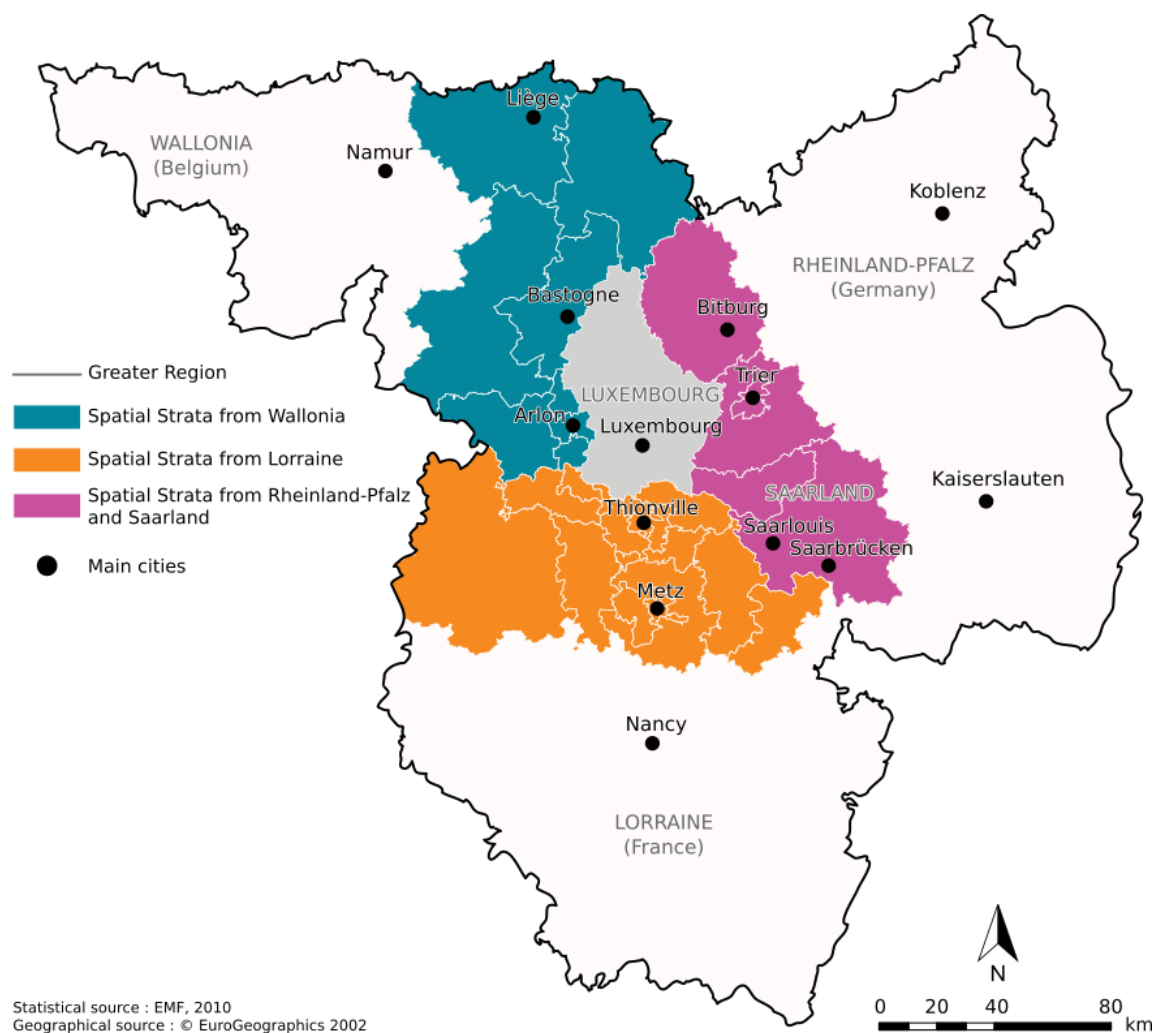 Liège
WALLONIA
(Belgium)
Namur
Koblenz
RHEINLAND-PFALZ
(Germany)
Bastogne
Bitburg
Greater Region
LUXEMBOURG
Trier
Spatial Strata from Wallonia
Arlon
Luxembourg
Spatial Strata from Lorraine
Kaiserslauten
Spatial Strata from Rheinland-Pfalz
and Saarland
SAARLAND
Thionville
Saarlouis
Saarbrücken
Main cities
Metz
Nancy
LORRAINE
(France)
N
Statistical source : EMF, 2010
Geographical source : © EuroGeographics 2002
0 20 40 80
km